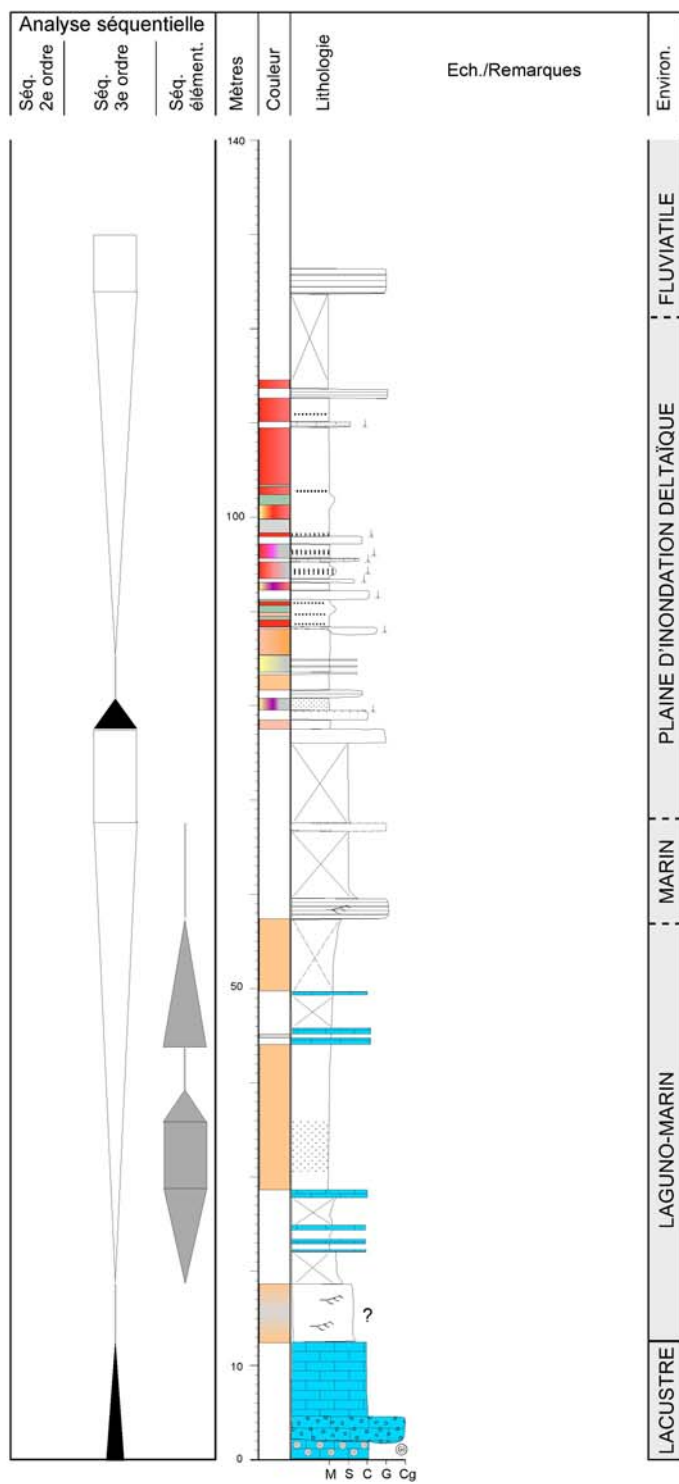 Analyse séquentielle
Séq.
2e ordre
Séq.
3e ordre
Séq.
élément.
Mètres
Couleur
Lithologie
Ech./Remarques
Environ.
140
FLUVIATILE
PLAINE D'INONDATION DELTAÏQUE
100
MARIN
50
LAGUNO-MARIN
?
10
LACUSTRE
0
M S C G Cg